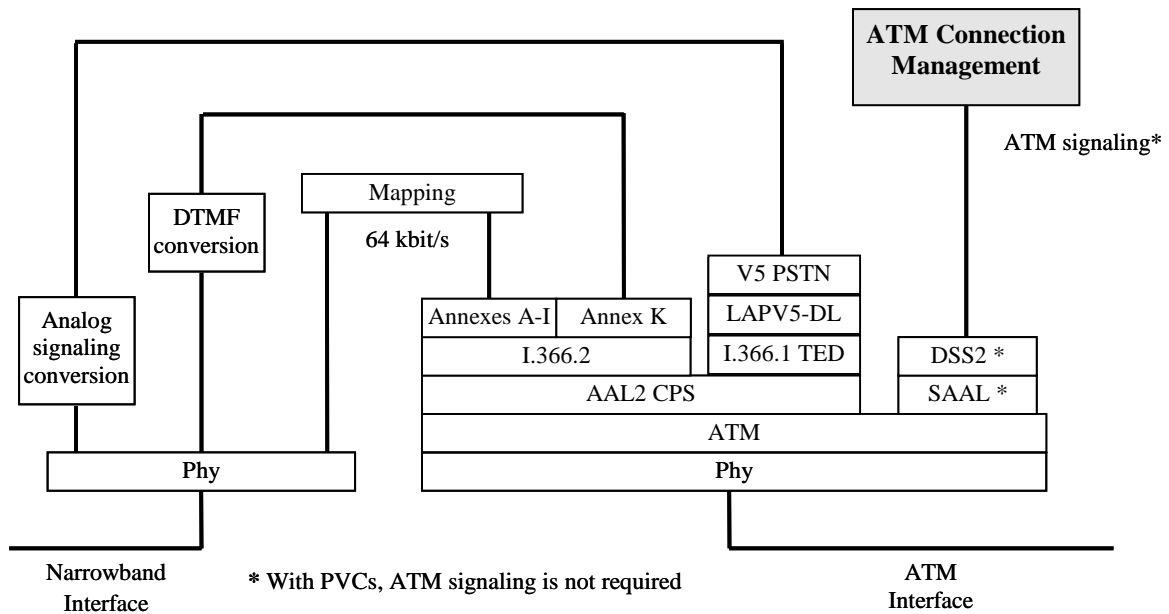 ATM Connection
Management
ATM signaling*
Mapping
DTMF
conversion
64 kbit/s
V5 PSTN
Analog
signaling
conversion
Annexes A-I
Annex K
LAPV5-DL
I.366.2
I.366.1 TED
DSS2 *
AAL2 CPS
SAAL *
ATM
Phy
Phy
Narrowband
Interface
* With PVCs, ATM signaling is not required
ATM
Interface